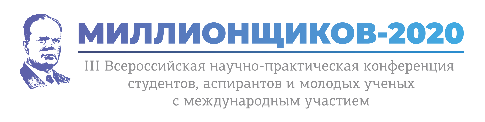 МИЛЛИОНЩИКОВ-2020
III Всероссийская научно-практическая конференция
студентов, аспирантов и молодых ученых
с международным участием